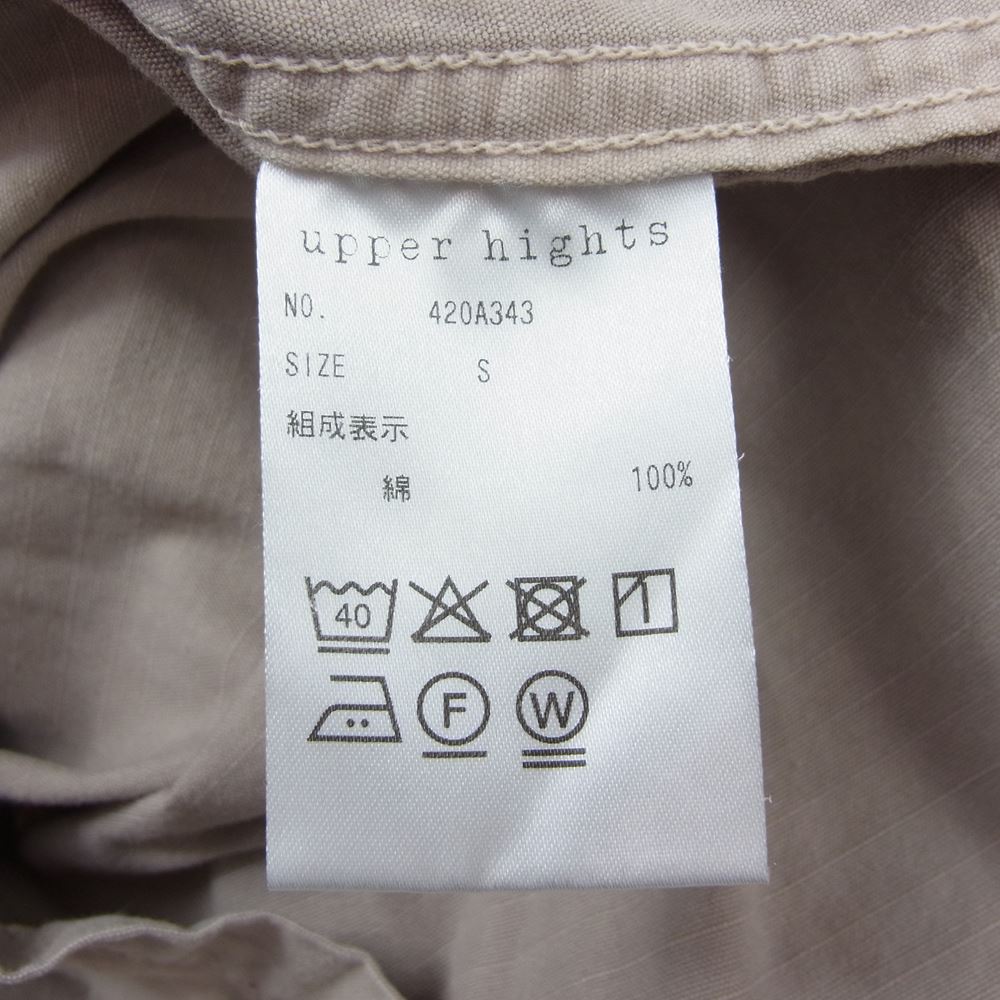 upper hights
NO. 420A343
SIZE S
組成表示
綿 100%
40
F W